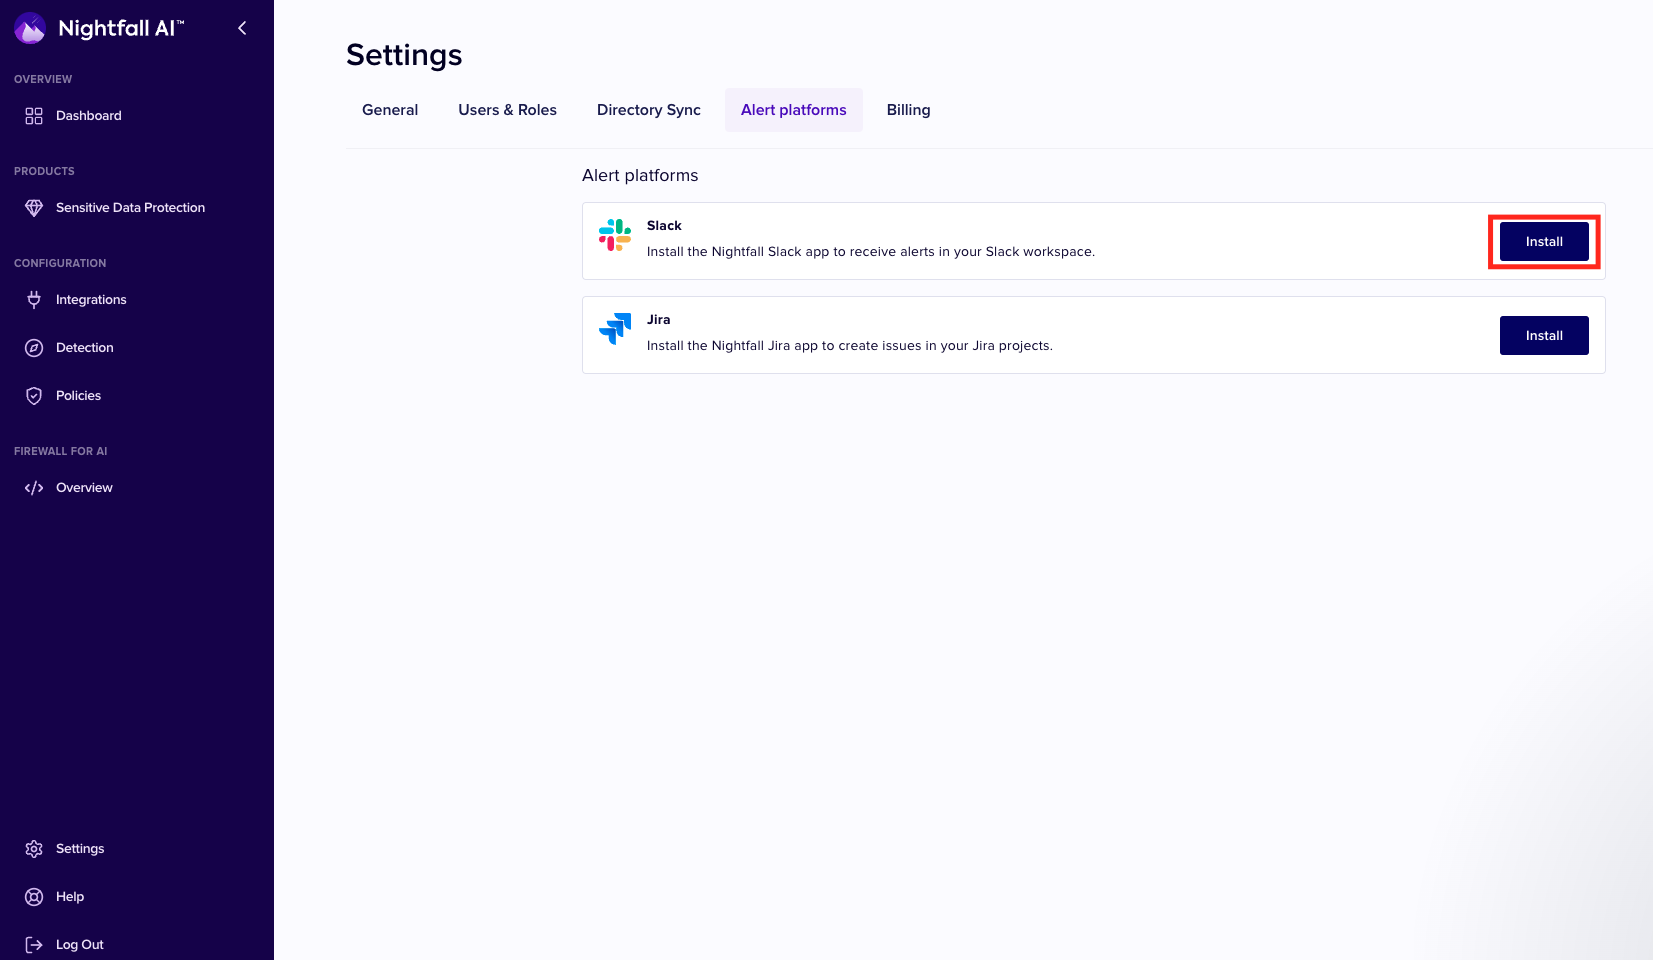 Nightfall AI™
OVERVIEW
Dashboard
PRODUCTS
Sensitive Data Protection
CONFIGURATION
Integrations
Detection
Policies
FIREWALL FOR AI
Overview
Settings
Help
Log Out
Settings
General
Users & Roles
Directory Sync
Alert platforms
Billing
Alert platforms
Slack
Install the Nightfall Slack app to receive alerts in your Slack workspace.
Install
Jira
Install the Nightfall Jira app to create issues in your Jira projects.
Install